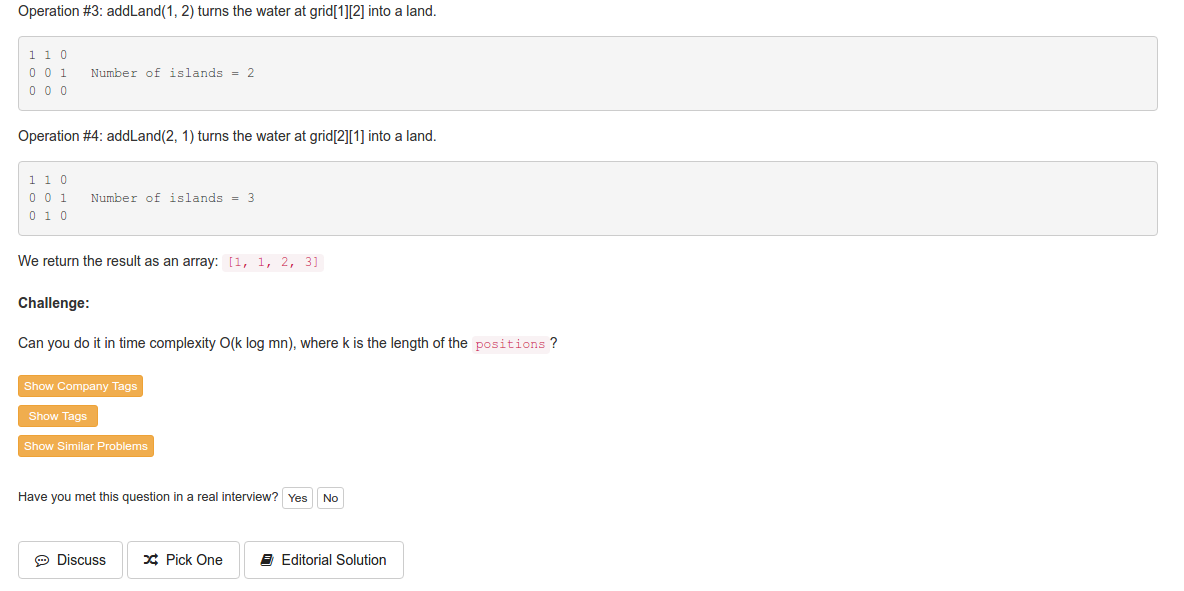 Operation #3: addLand(1, 2) turns the water at grid[1][2] into a land.
1 1 0
0 0 1   Number of islands = 2
0 0 0
Operation #4: addLand(2, 1) turns the water at grid[2][1] into a land.
1 1 0
0 0 1   Number of islands = 3
0 1 0
We return the result as an array: [1, 1, 2, 3]
Challenge:
Can you do it in time complexity O(k log mn), where k is the length of the positions?
Show Company Tags
Show Tags
Show Similar Problems
Have you met this question in a real interview? Yes No
Discuss Pick One Editorial Solution